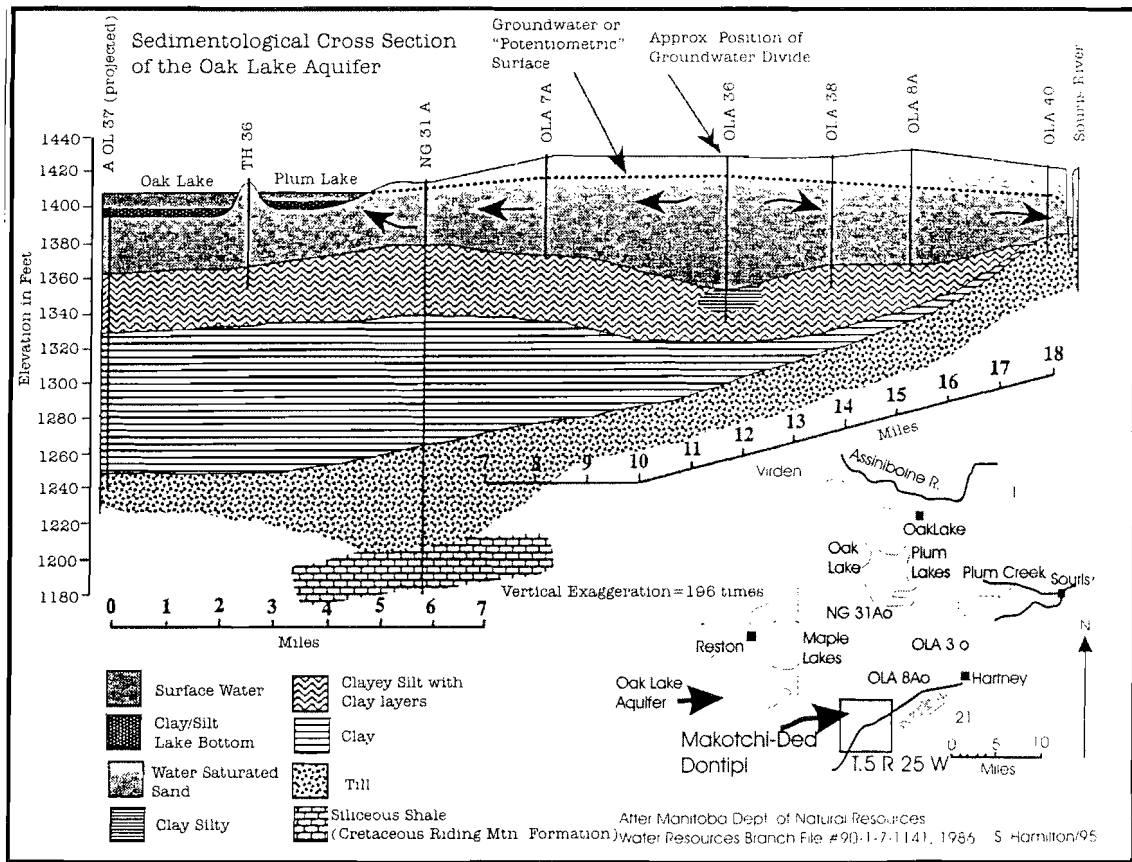 Sedimentological Cross Section
of the Oak Lake Aquifer
Groundwater or
"Potentiometric"
Surface
Approx Position of
Groundwater Divide
A OL 37 (projected)
TH 36
NG 31 A
OLA 7A
OLA 36
OLA 38
OLA 8A
OLA 40
Souris River
Elevation in Feet
1440
1420
1400
1380
1360
1340
1320
1300
1280
1260
1240
1220
1200
1180
Oak Lake
Plum Lake
0 1 2 3 4 5 6 7
Miles
7 8 9 10 11 12 13 14 15 16 17 18
Miles
Vertical Exaggeration=196 times
Virden
Assiniboine R.
1
OakLake
Oak
Lake
Plum
Lakes
Plum Creek
Souris'
NG 31Ao
Reston
Maple
Lakes
OLA 3 o
OLA 8Ao
Hartney
N
Oak Lake
Aquifer
21
Makotchi-Ded
Dontipi
T.5 R 25 W
0 5 10
Miles
Surface Water
Clay/Silt
Lake Bottom
Water Saturated
Sand
Clay Silty
Clayey Silt with
Clay layers
Clay
Till
Siliceous Shale
(Cretaceous Riding Mtn Formation)
After Manitoba Dept of Natural Resources
Water Resources Branch File #90-1-7-1141, 1986
S Hamilton/95